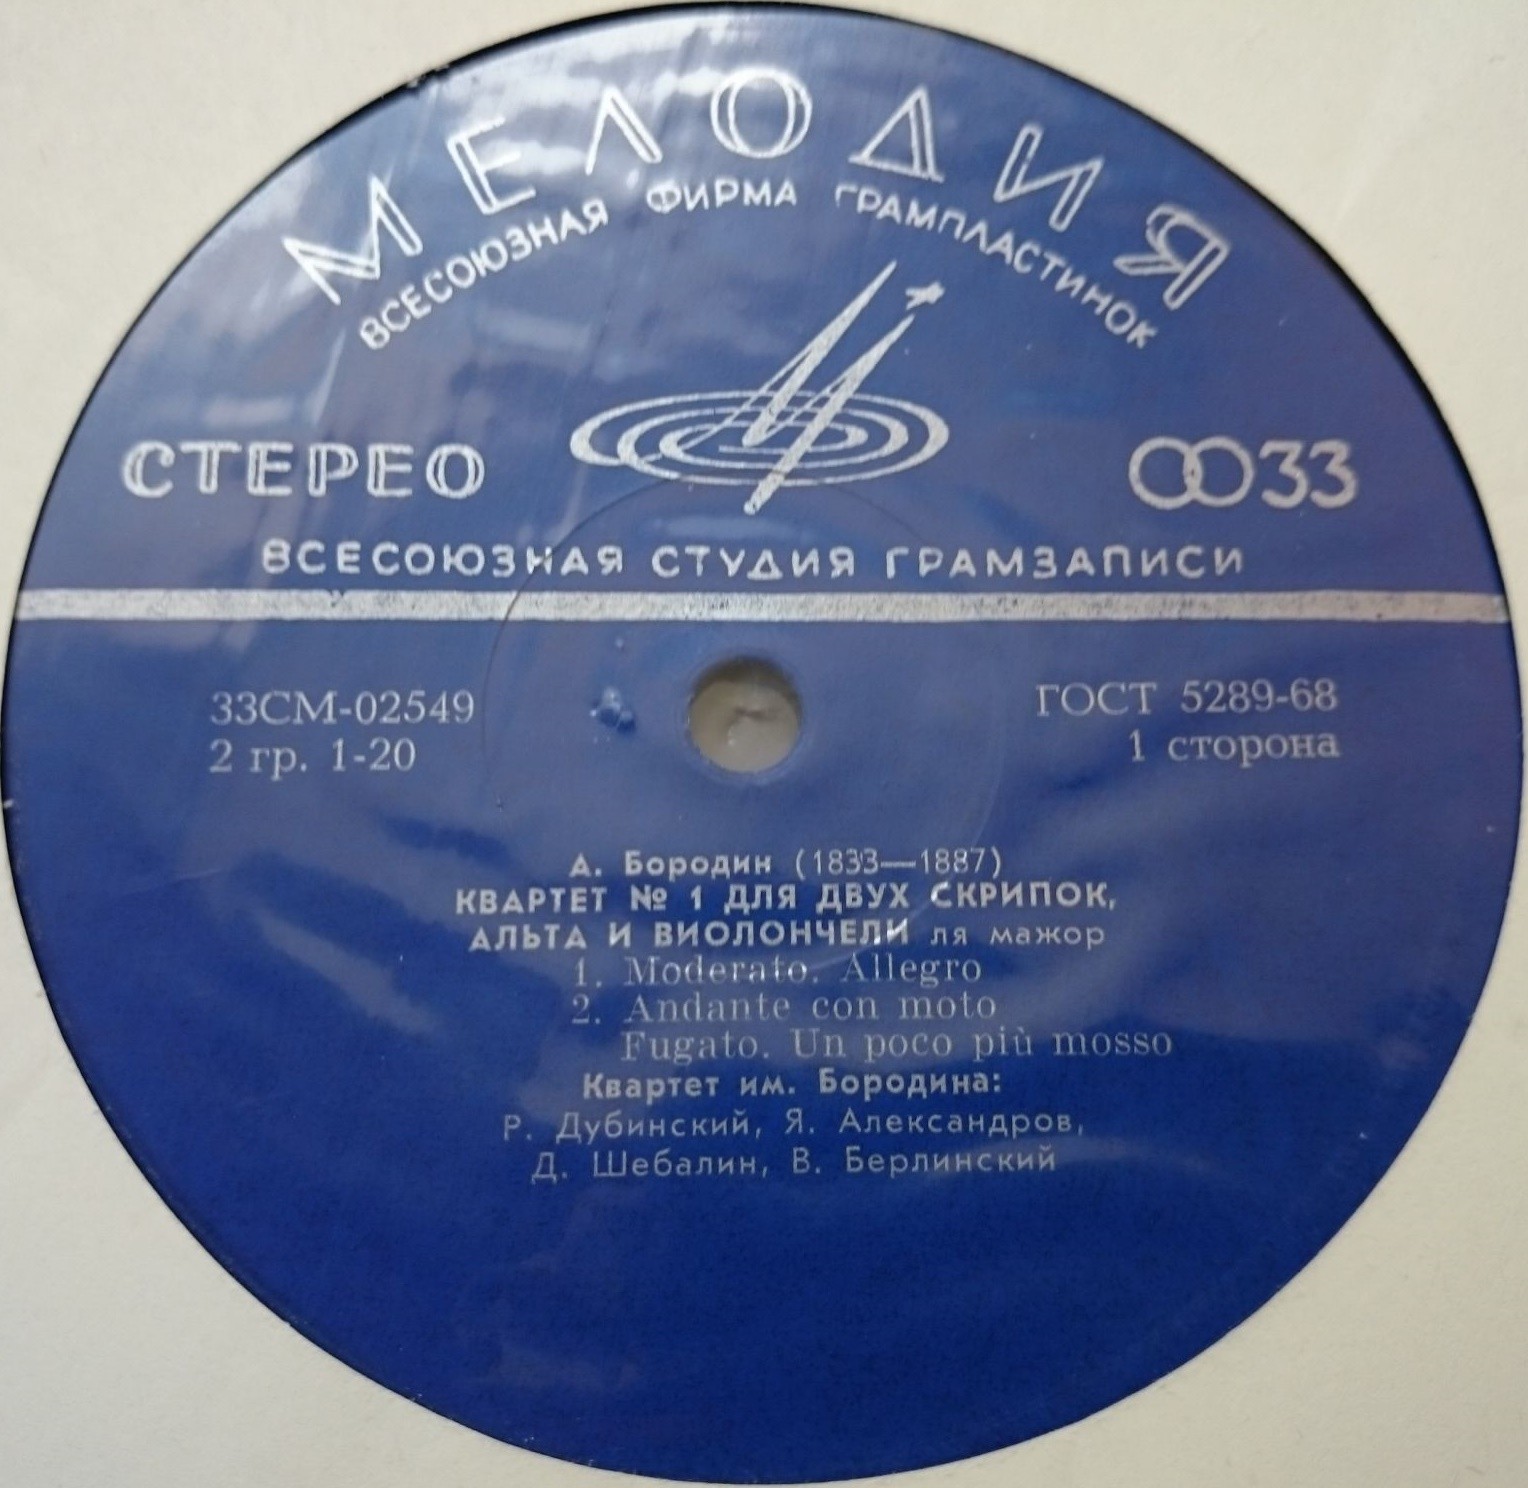 МЕЛОДИЯ
ВСЕСОЮЗНАЯ ФИРМА ГРАМПЛАСТИНОК
СТЕРЕО
33
ВСЕСОЮЗНАЯ СТУДИЯ ГРАМЗАПИСИ
33СМ-02549
ГОСТ 5289-68
2 гр. 1-20
1 сторона
А. Бородин (1833—1887)
КВАРТЕТ № 1 ДЛЯ ДВУХ СКРИПОК,
АЛЬТА И ВИОЛОНЧЕЛИ ля мажор
1. Moderato. Allegro
2. Andante con moto
Fugato. Un poco più mosso
Квартет им. Бородина:
Р. Дубинский, Я. Александров,
Д. Шебалин, В. Берлинский